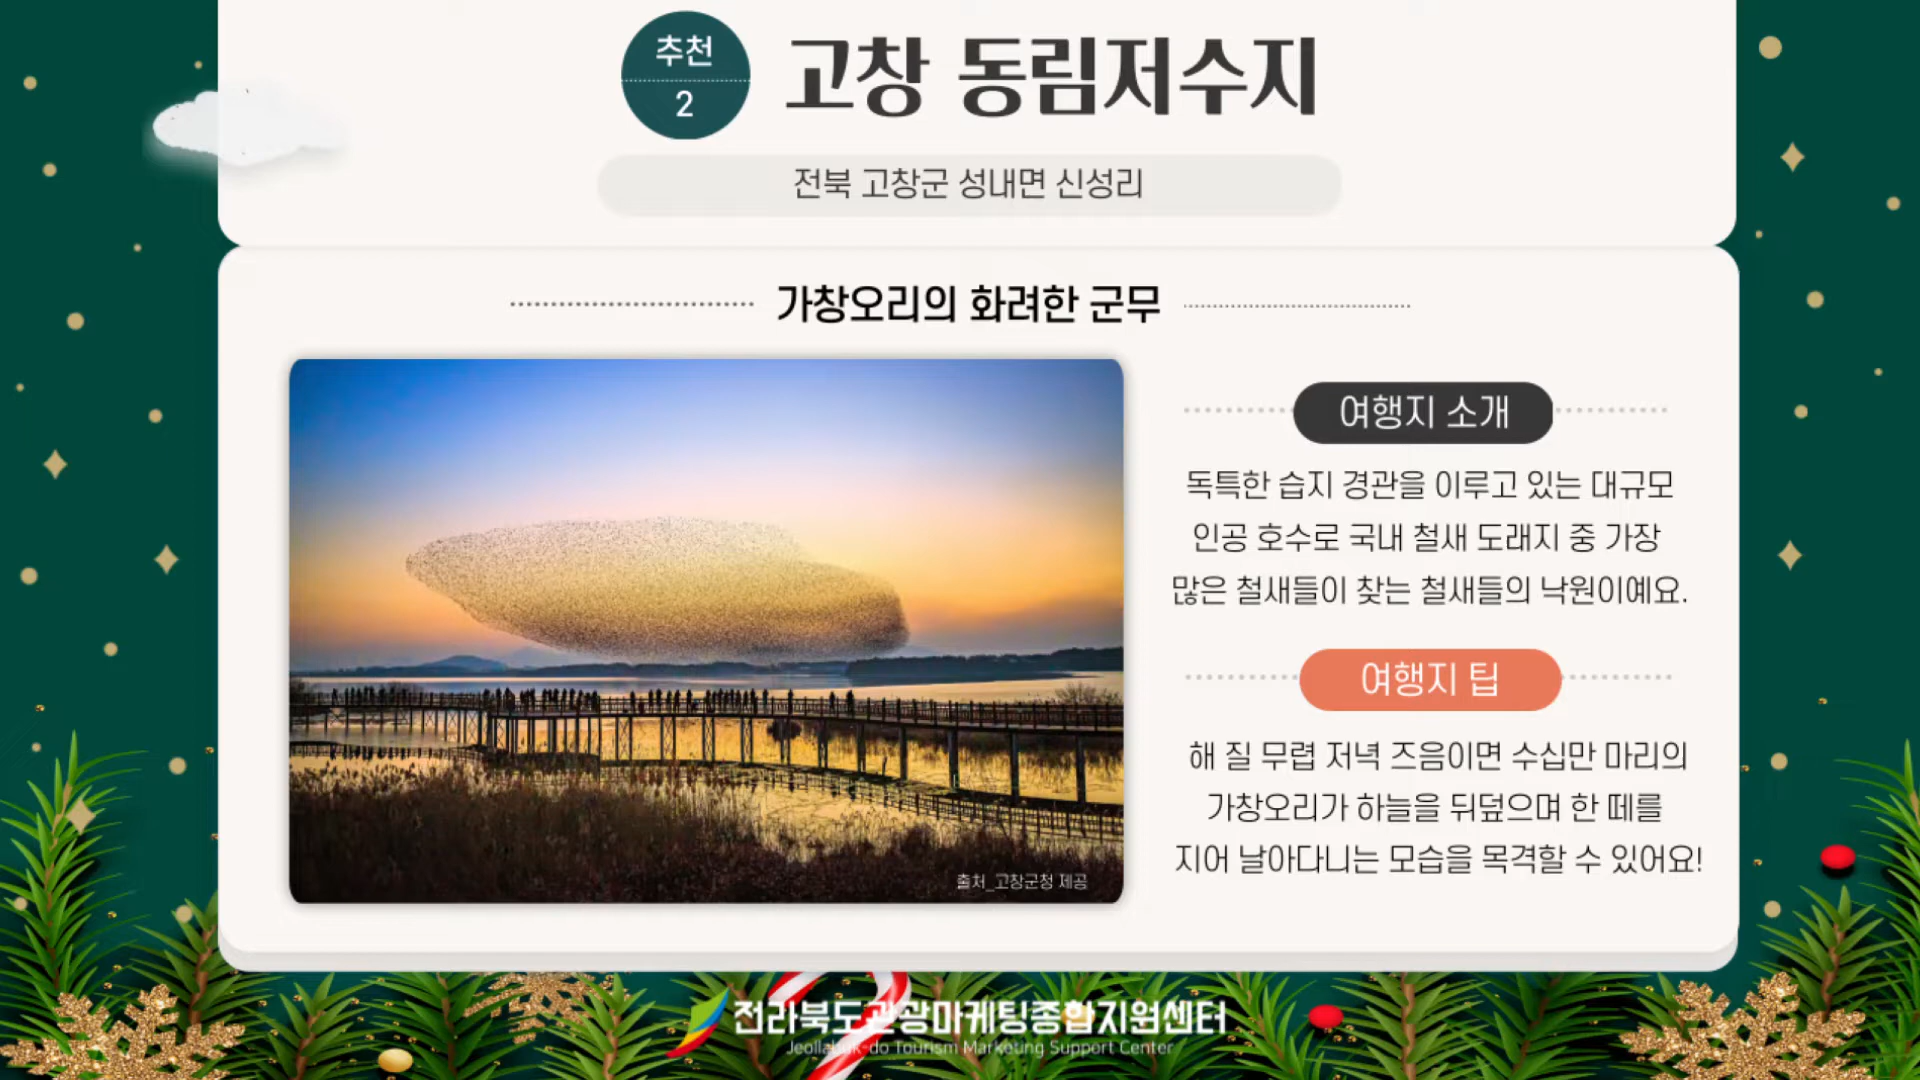 추천
2
고창 동림저수지
전북 고창군 성내면 신성리
가창오리의 화려한 군무
여행지 소개
독특한 습지 경관을 이루고 있는 대규모
인공 호수로 국내 철새 도래지 중 가장
많은 철새들이 찾는 철새들의 낙원이예요.
여행지 팁
해 질 무렵 저녁 즈음이면 수십만 마리의
가창오리가 하늘을 뒤덮으며 한 떼를
지어 날아다니는 모습을 목격할 수 있어요!
출처_고창군청 제공
전라북도관광마케팅종합지원센터
Jeollabuk-do Tourism Marketing Support Center